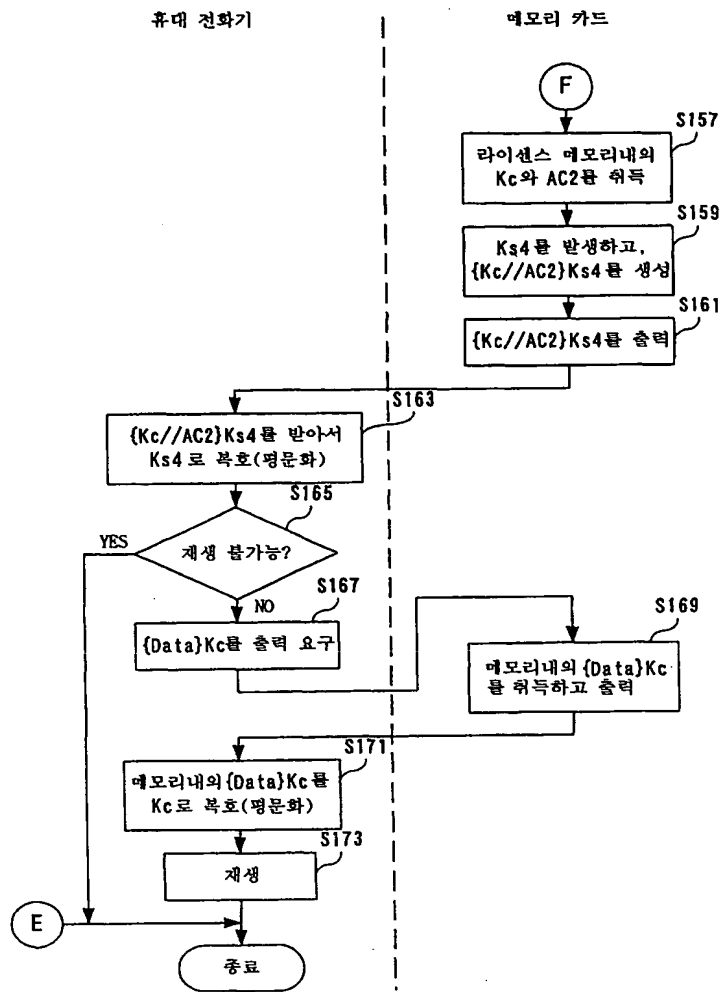 휴대 전화기
메모리 카드
F
S157
라이센스 메모리내의
Kc와 AC2를 취득
S159
Ks4를 발생하고,
{Kc//AC2}Ks4를 생성
S161
{Kc//AC2}Ks4를 출력
S163
{Kc//AC2}Ks4를 받아서
Ks4로 복호(평문화)
S165
재생 불가능?
YES
NO
S167
{Data}Kc를 출력 요구
S169
메모리내의 {Data}Kc
를 취득하고 출력
S171
메모리내의 {Data}Kc를
Kc로 복호(평문화)
S173
재생
E
종료